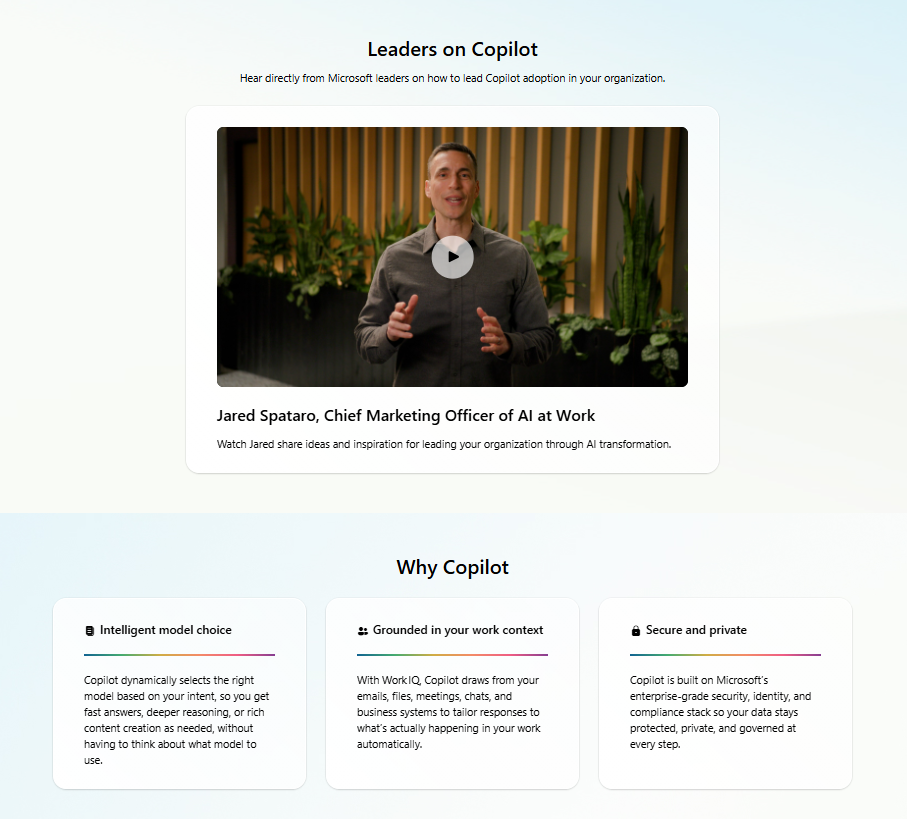 Leaders on Copilot
Hear directly from Microsoft leaders on how to lead Copilot adoption in your organization.
Jared Spataro, Chief Marketing Officer of AI at Work
Watch Jared share ideas and inspiration for leading your organization through AI transformation.
Why Copilot
Intelligent model choice
Copilot dynamically selects the right
model based on your intent, so you get
fast answers, deeper reasoning, or rich
content creation as needed, without
having to think about what model to
use.
Grounded in your work context
With Work IQ, Copilot draws from your
emails, files, meetings, chats, and
business systems to tailor responses to
what's actually happening in your work
automatically.
Secure and private
Copilot is built on Microsoft's
enterprise-grade security, identity, and
compliance stack so your data stays
protected, private, and governed at
every step.